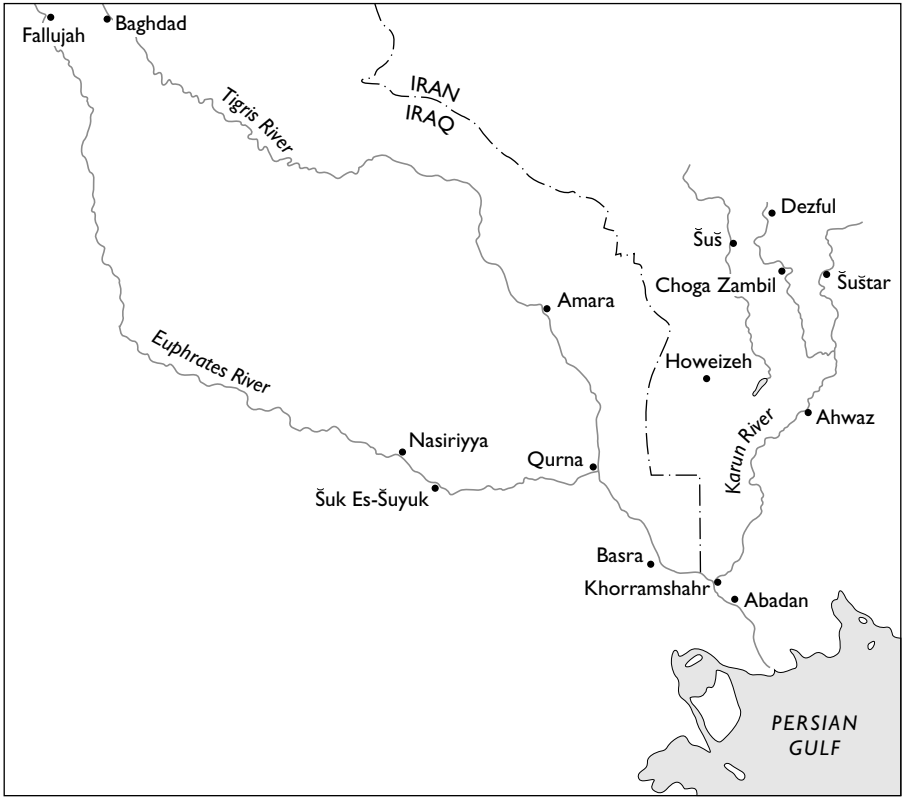 Fallujah
Baghdad
Tigris River
IRAN
IRAQ
Dezful
Šuš
Choga Zambil
Šuštar
Amara
Euphrates River
Howeizeh
Ahwaz
Karun River
Nasiriyya
Qurna
Šuk Es-Šuyuk
Basra
Khorramshahr
Abadan
PERSIAN
GULF